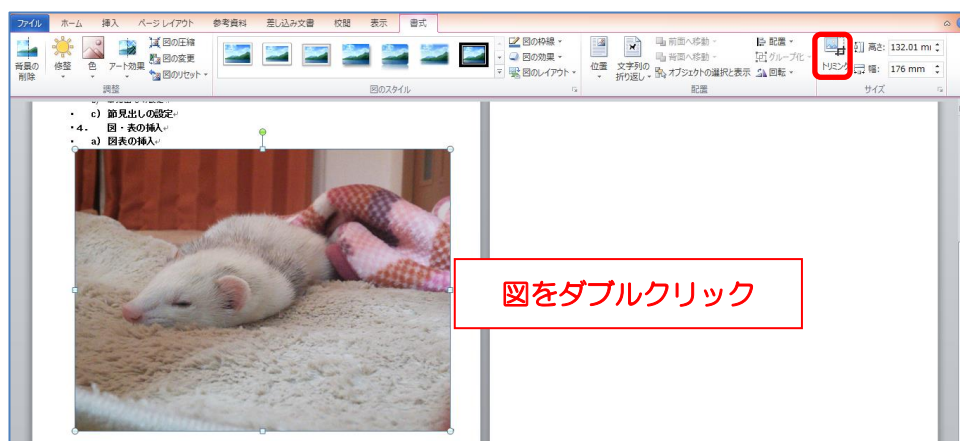 ファイル ホーム 挿入 ページ レイアウト 参考資料 差し込み文書 校閲 表示 書式
背景の削除 修整 色 アート効果 図の圧縮 図の変更 図のリセット
調整
図のスタイル
図の枠線 図の効果 図のレイアウト
位置 文字列の折り返し 前面へ移動 背面へ移動 オブジェクトの選択と表示 配置 グループ化 回転
配置
トリミング 高さ: 132.01 mi 幅: 176 mm
サイズ
c) 節見出しの設定
4. 図・表の挿入
a) 図表の挿入
図をダブルクリック